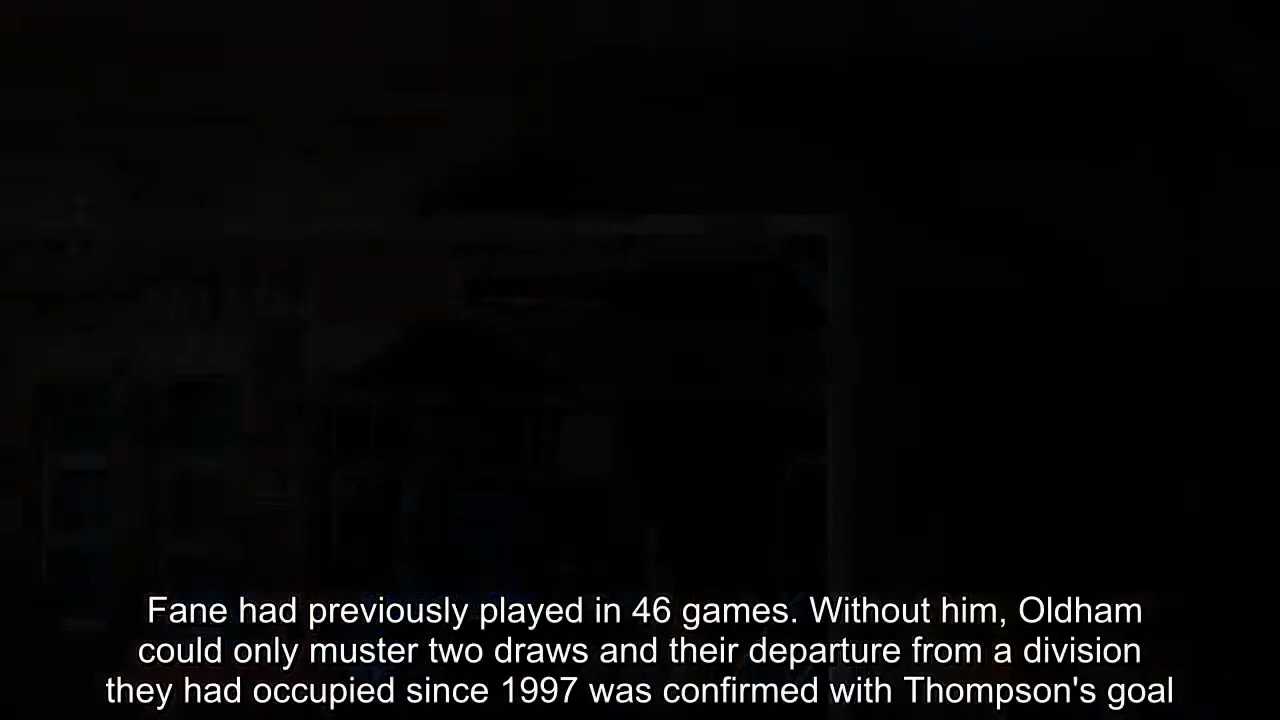 Fane had previously played in 46 games. Without him, Oldham
could only muster two draws and their departure from a division
they had occupied since 1997 was confirmed with Thompson's goal